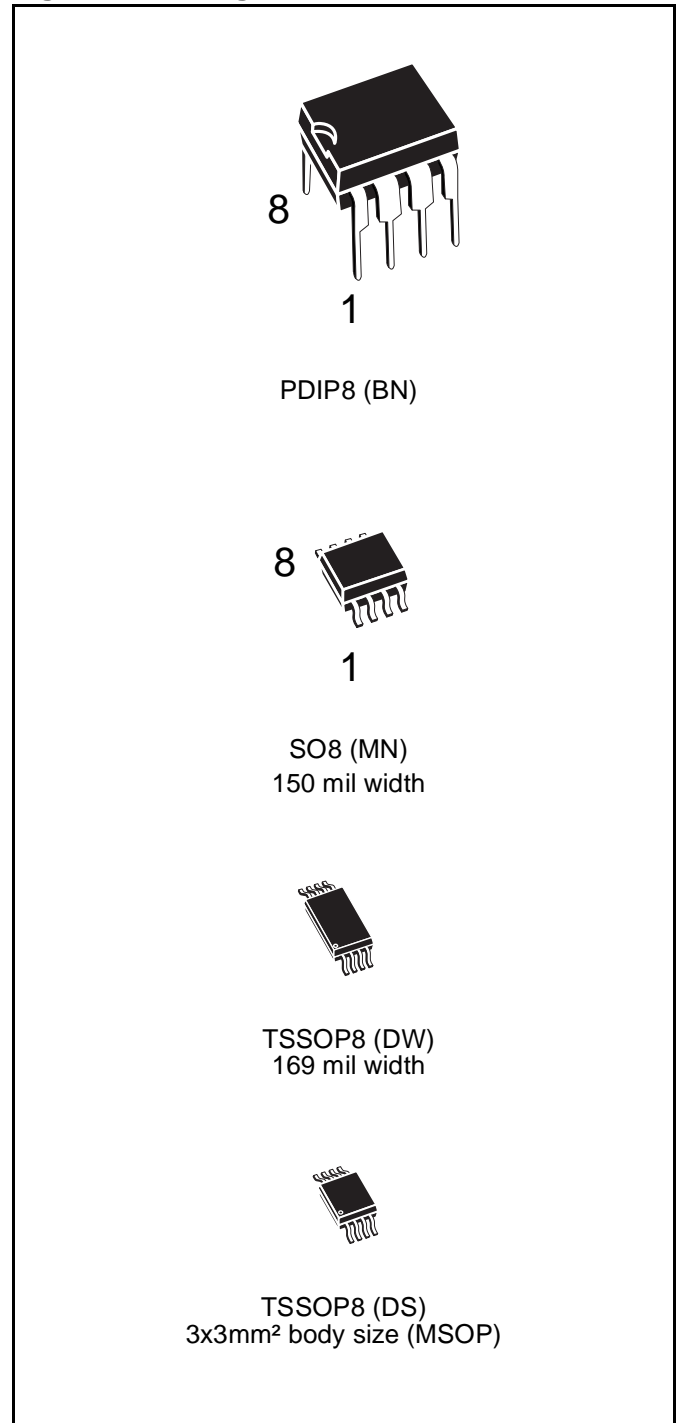 8
1
PDIP8 (BN)
8
1
SO8 (MN)
150 mil width
TSSOP8 (DW)
169 mil width
TSSOP8 (DS)
3x3mm² body size (MSOP)